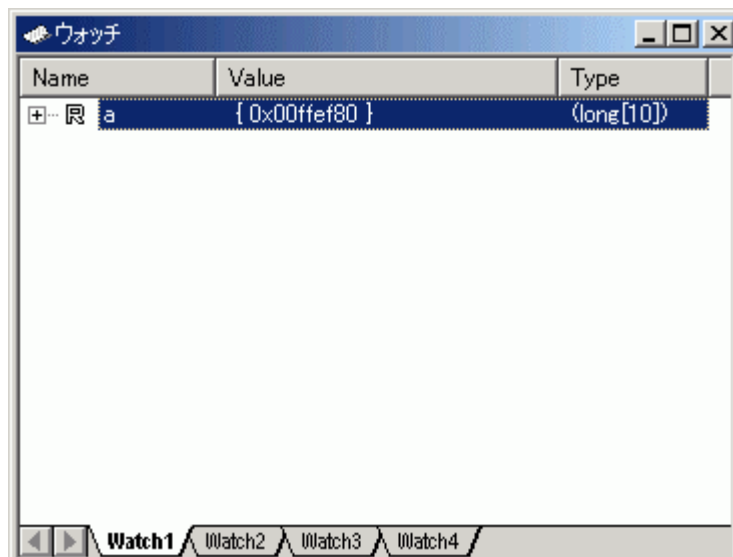 ウォッチ
Name Value Type
R a { 0x00ffef80 } (long[10])
Watch1 Watch2 Watch3 Watch4